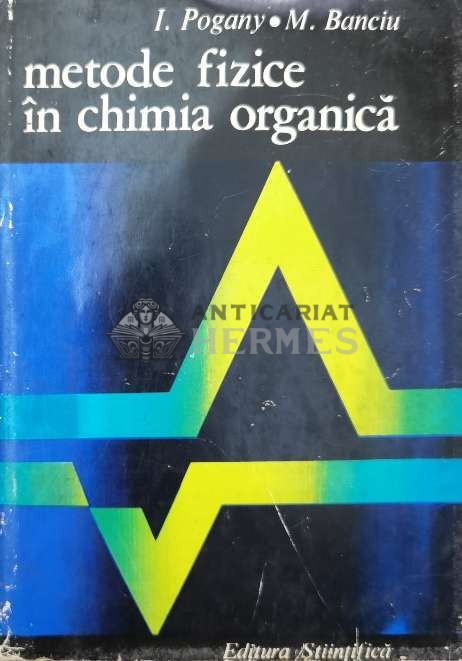 I. Pogany • M. Banciu
metode fizice
în chimia organică
ANTICARIAT
HERMES
Editura Științifică